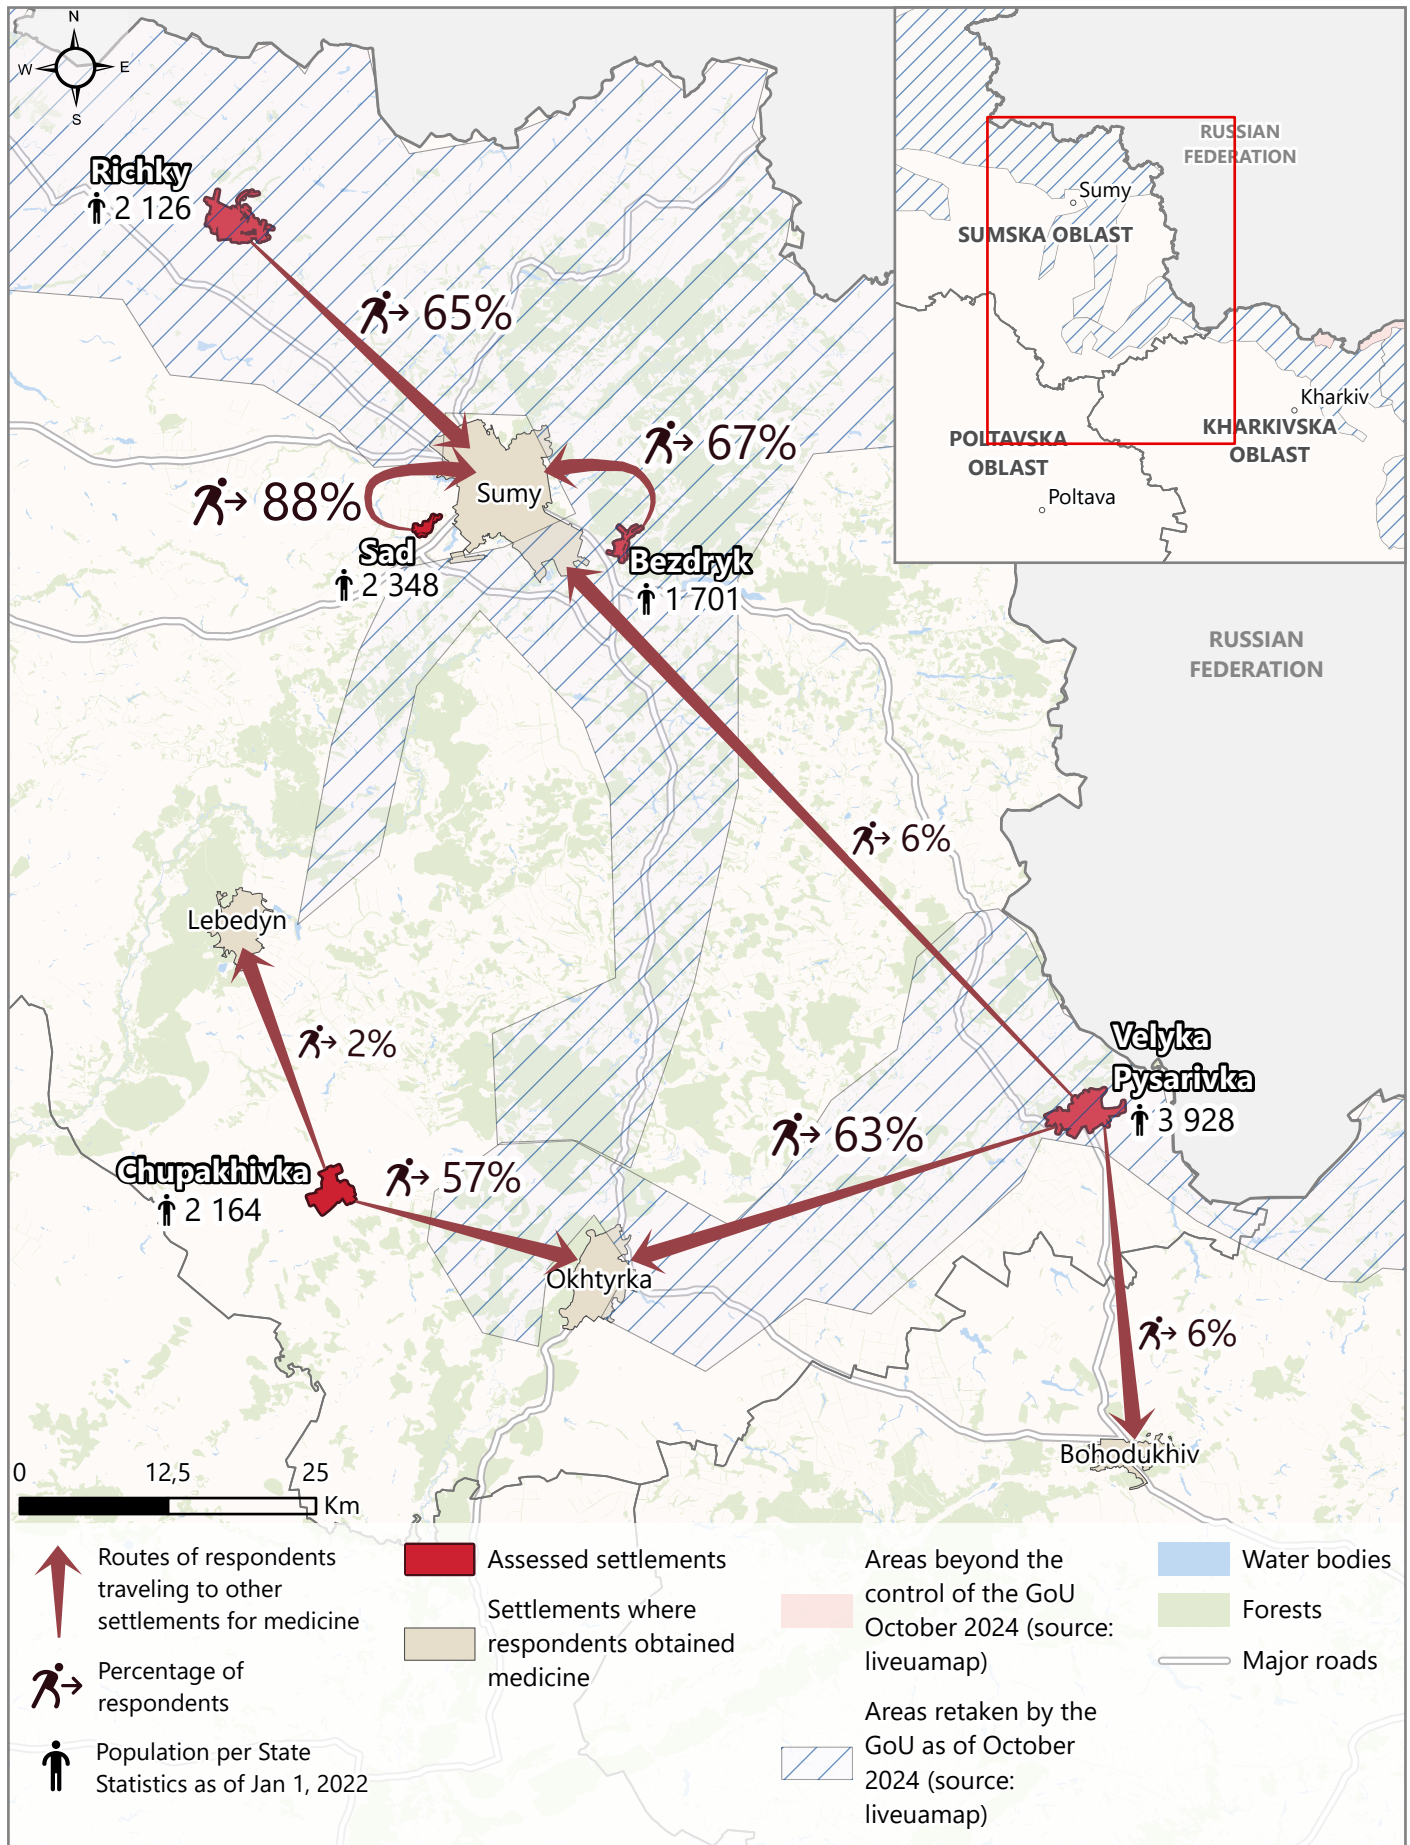 N
W
E
S
Richky
2 126
65%
67%
88%
Sumy
Sad
2 348
Bezdryk
1 701
RUSSIAN
FEDERATION
Sumy
SUMSKA OBLAST
Kharkiv
KHARKIVSKA
OBLAST
POLTAVSKA
OBLAST
Poltava
RUSSIAN
FEDERATION
6%
Lebedyn
2%
Velyka
Pysarivka
3 928
63%
Chupakhivka
2 164
57%
Okhtyrka
6%
Bohodukhiv
0 12,5 25
Km
Routes of respondents
traveling to other
settlements for medicine
Percentage of
respondents
Population per State
Statistics as of Jan 1, 2022
Assessed settlements
Settlements where
respondents obtained
medicine
Areas beyond the
control of the GoU
October 2024 (source:
liveuamap)
Areas retaken by the
GoU as of October
2024 (source:
liveuamap)
Water bodies
Forests
Major roads